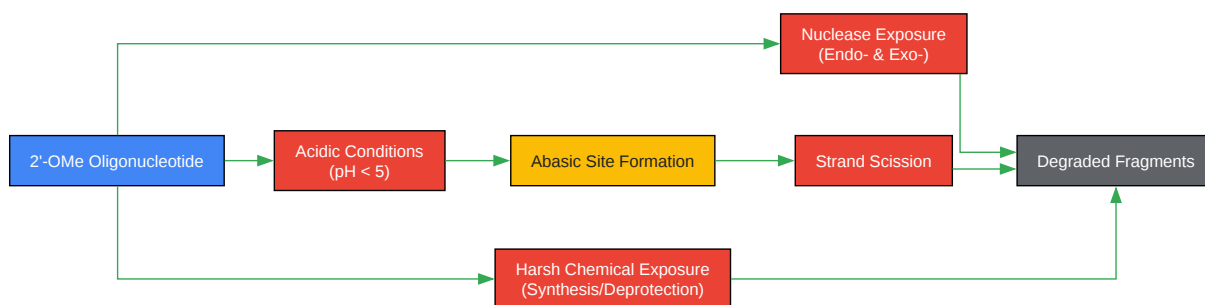 Nuclease Exposure
(Endo- & Exo-)
2'-OMe Oligonucleotide
Acidic Conditions
(pH < 5)
Abasic Site Formation
Strand Scission
Degraded Fragments
Harsh Chemical Exposure
(Synthesis/Deprotection)